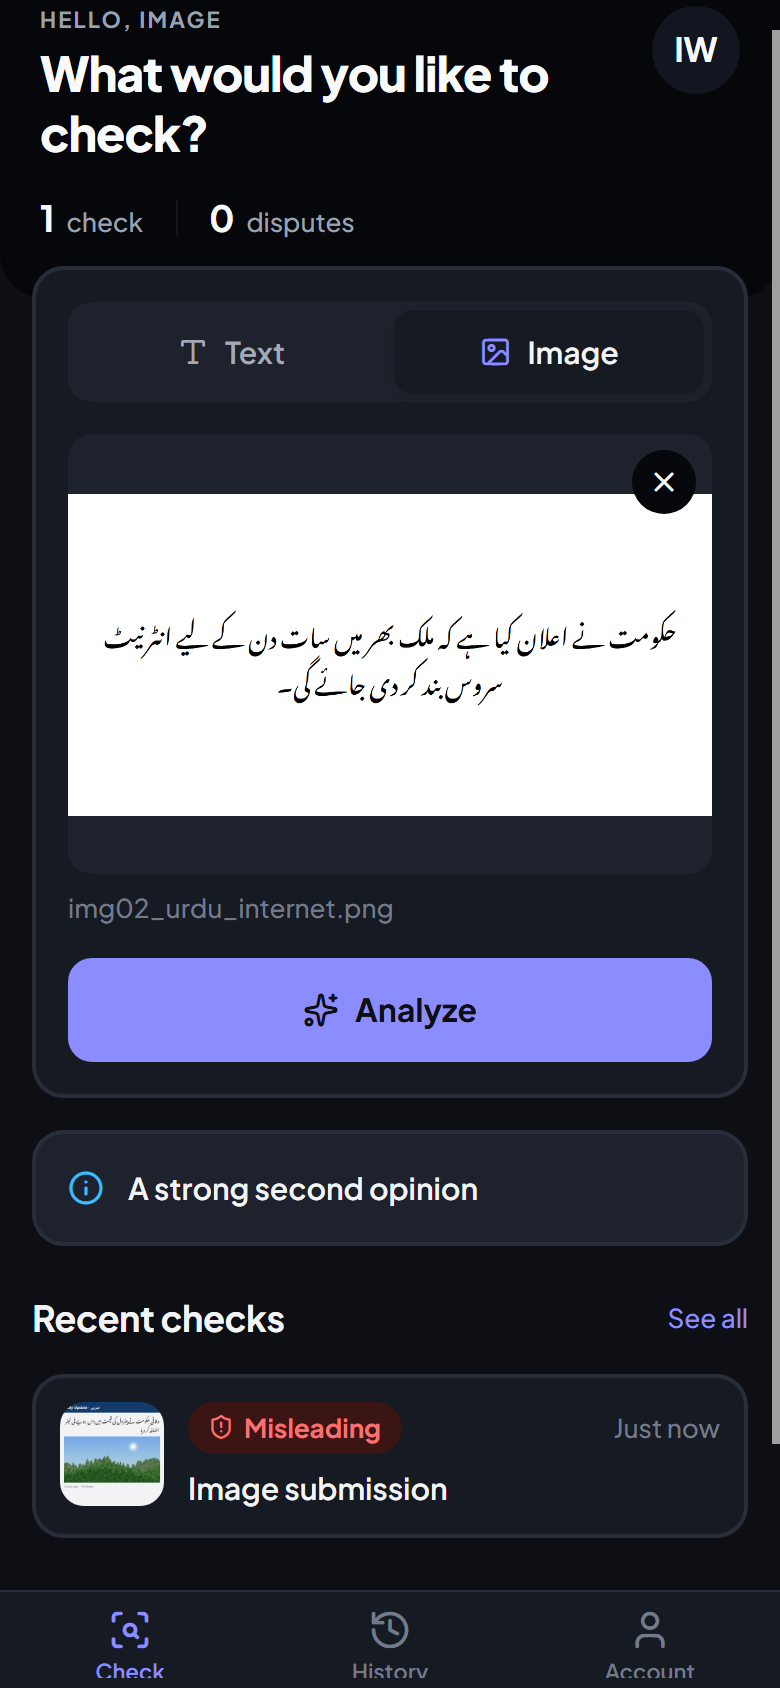 HELLO, IMAGE
IW
What would you like to
check?
1 check
0 disputes
Text
Image
حکومت نے اعلان کیا ہے کہ ملک بھر میں سات دن کے لیے انٹرنیٹ
سروس بند کر دی جائے گی۔
img02_urdu_internet.png
Analyze
A strong second opinion
Recent checks
See all
Misleading
Just now
Image submission
Check
History
Account